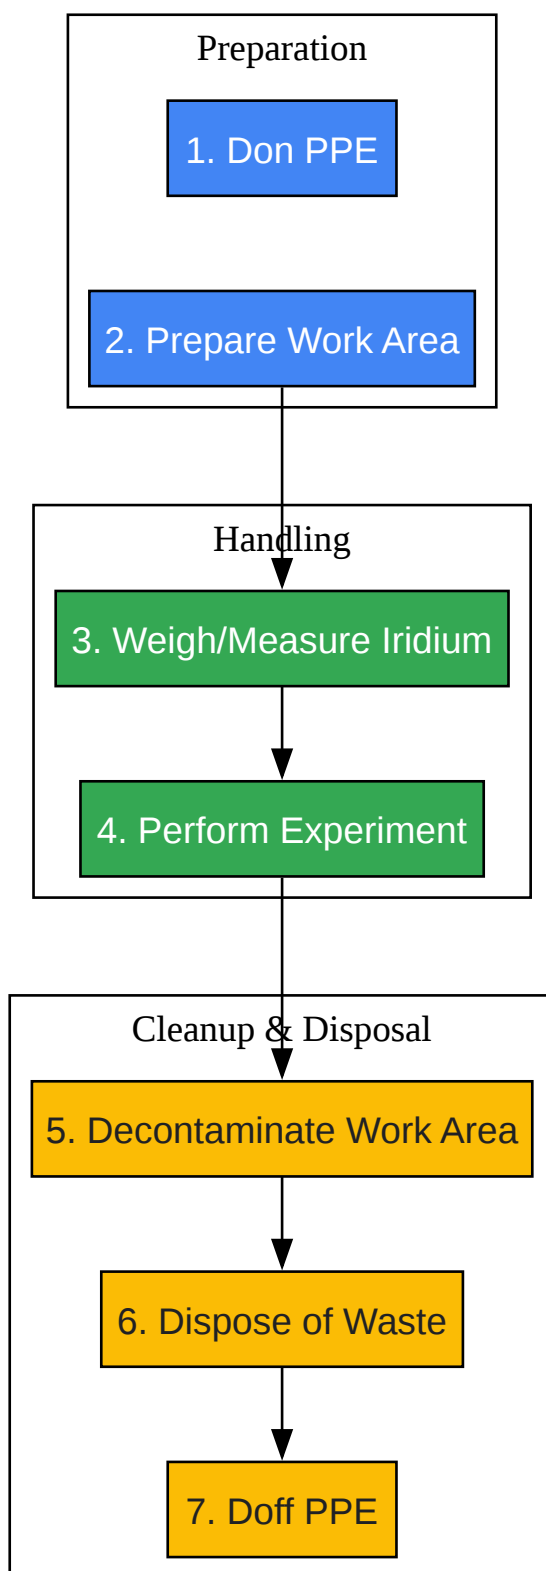 Preparation
1. Don PPE
2. Prepare Work Area
Handling
3. Weigh/Measure Iridium
4. Perform Experiment
Cleanup & Disposal
5. Decontaminate Work Area
6. Dispose of Waste
7. Doff PPE